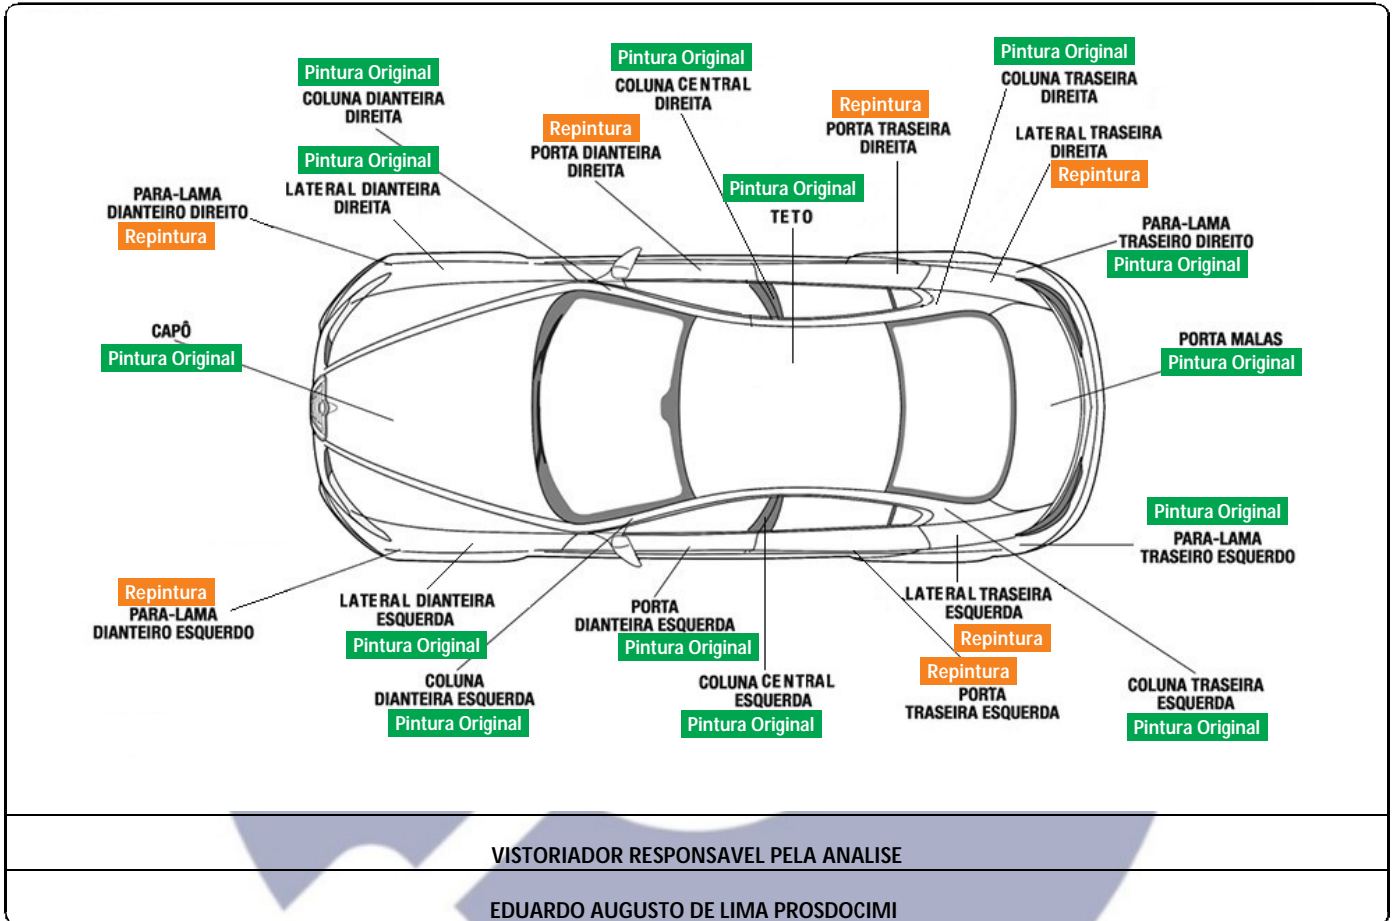 Pintura Original
COLUNA DIANTEIRA
DIREITA
Pintura Original
LATERAL DIANTEIRA
DIREITA
PARA-LAMA
DIANTEIRO DIREITO
Repintura
Pintura Original
COLUNA CENTRAL
DIREITA
Repintura
PORTA DIANTEIRA
DIREITA
Pintura Original
TETO
Repintura
PORTA TRASEIRA
DIREITA
Pintura Original
COLUNA TRASEIRA
DIREITA
LATERAL TRASEIRA
DIREITA
Repintura
PARA-LAMA
TRASEIRO DIREITO
Pintura Original
CAPÔ
Pintura Original
PORTA MALAS
Pintura Original
Pintura Original
PARA-LAMA
TRASEIRO ESQUERDO
Repintura
PARA-LAMA
DIANTEIRO ESQUERDO
LATERAL DIANTEIRA
ESQUERDA
Pintura Original
COLUNA
DIANTEIRA ESQUERDA
Pintura Original
PORTA
DIANTEIRA ESQUERDA
Pintura Original
COLUNA CENTRAL
ESQUERDA
Pintura Original
LATERAL TRASEIRA
ESQUERDA
Repintura
Repintura
PORTA
TRASEIRA ESQUERDA
COLUNA TRASEIRA
ESQUERDA
Pintura Original
VISTORIADOR RESPONSAVEL PELA ANALISE
EDUARDO AUGUSTO DE LIMA PROSDOCIMI